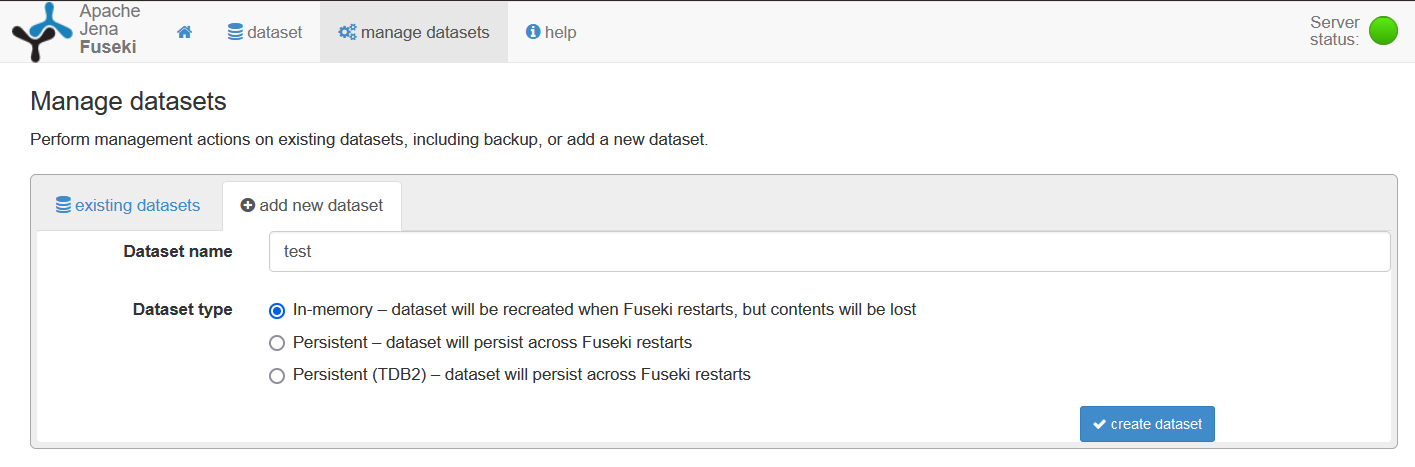 Apache
Jena
Fuseki
dataset
manage datasets
help
Server
status:
Manage datasets
Perform management actions on existing datasets, including backup, or add a new dataset.
existing datasets
add new dataset
Dataset name
test
Dataset type
In-memory – dataset will be recreated when Fuseki restarts, but contents will be lost
Persistent – dataset will persist across Fuseki restarts
Persistent (TDB2) – dataset will persist across Fuseki restarts
create dataset